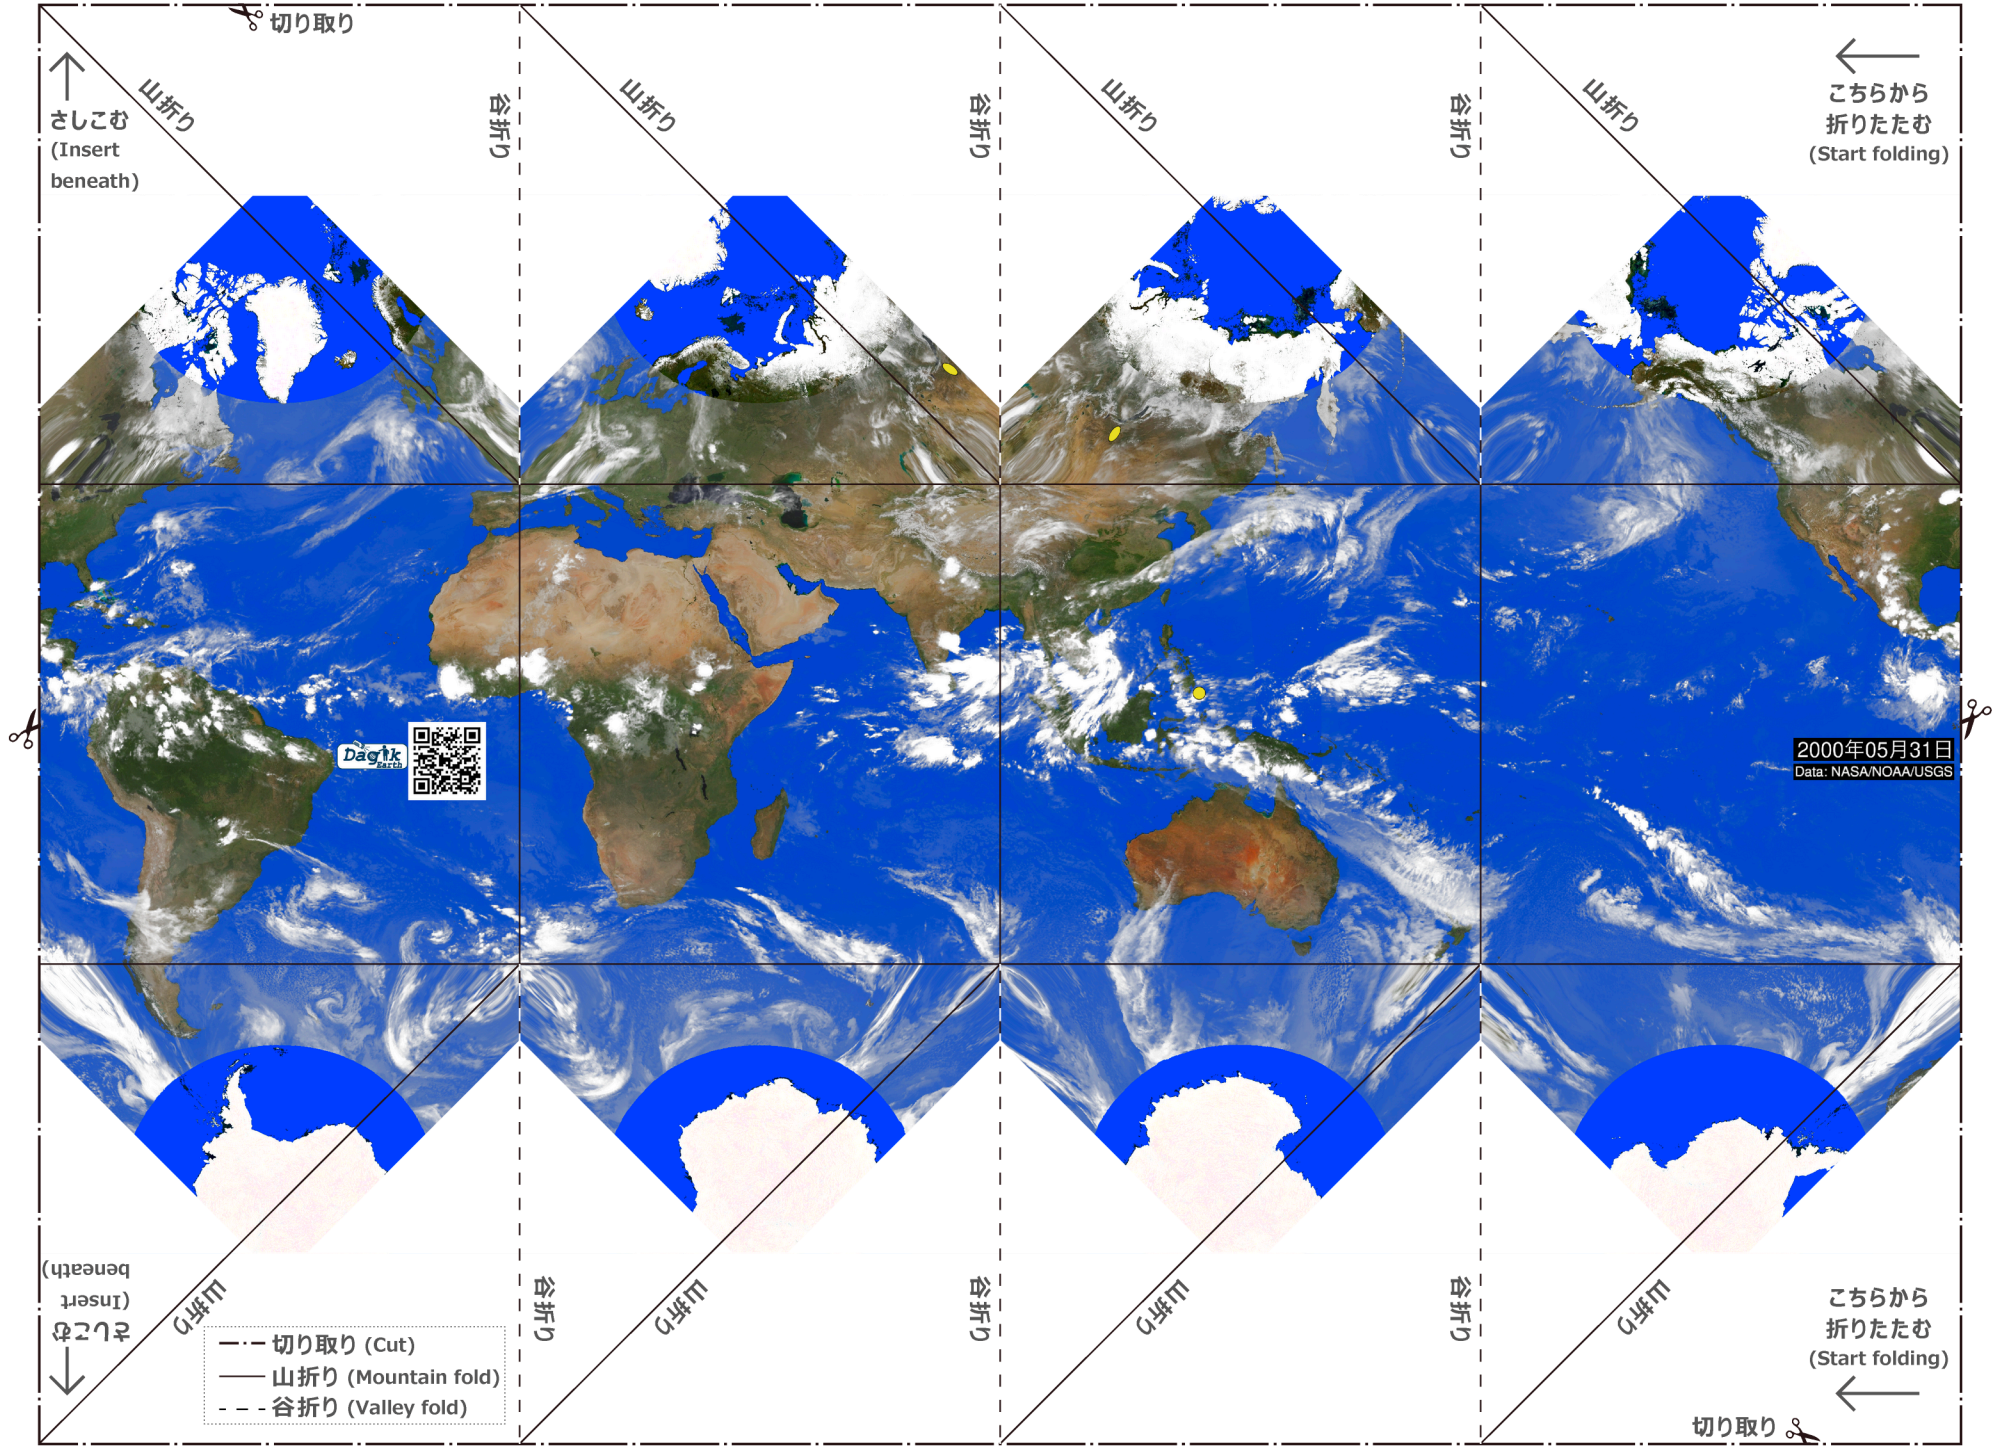 切り取り
さしこむ
(Insert
beneath)
山折り
谷折り
山折り
谷折り
山折り
谷折り
山折り
こちらから
折りたたむ
(Start folding)
Dagik
Earth
2000年05月31日
Data: NASA/NOAA/USGS
さしこむ
(Insert
beneath)
山折り
谷折り
山折り
谷折り
山折り
谷折り
山折り
こちらから
折りたたむ
(Start folding)
切り取り (Cut)
山折り (Mountain fold)
谷折り (Valley fold)
切り取り